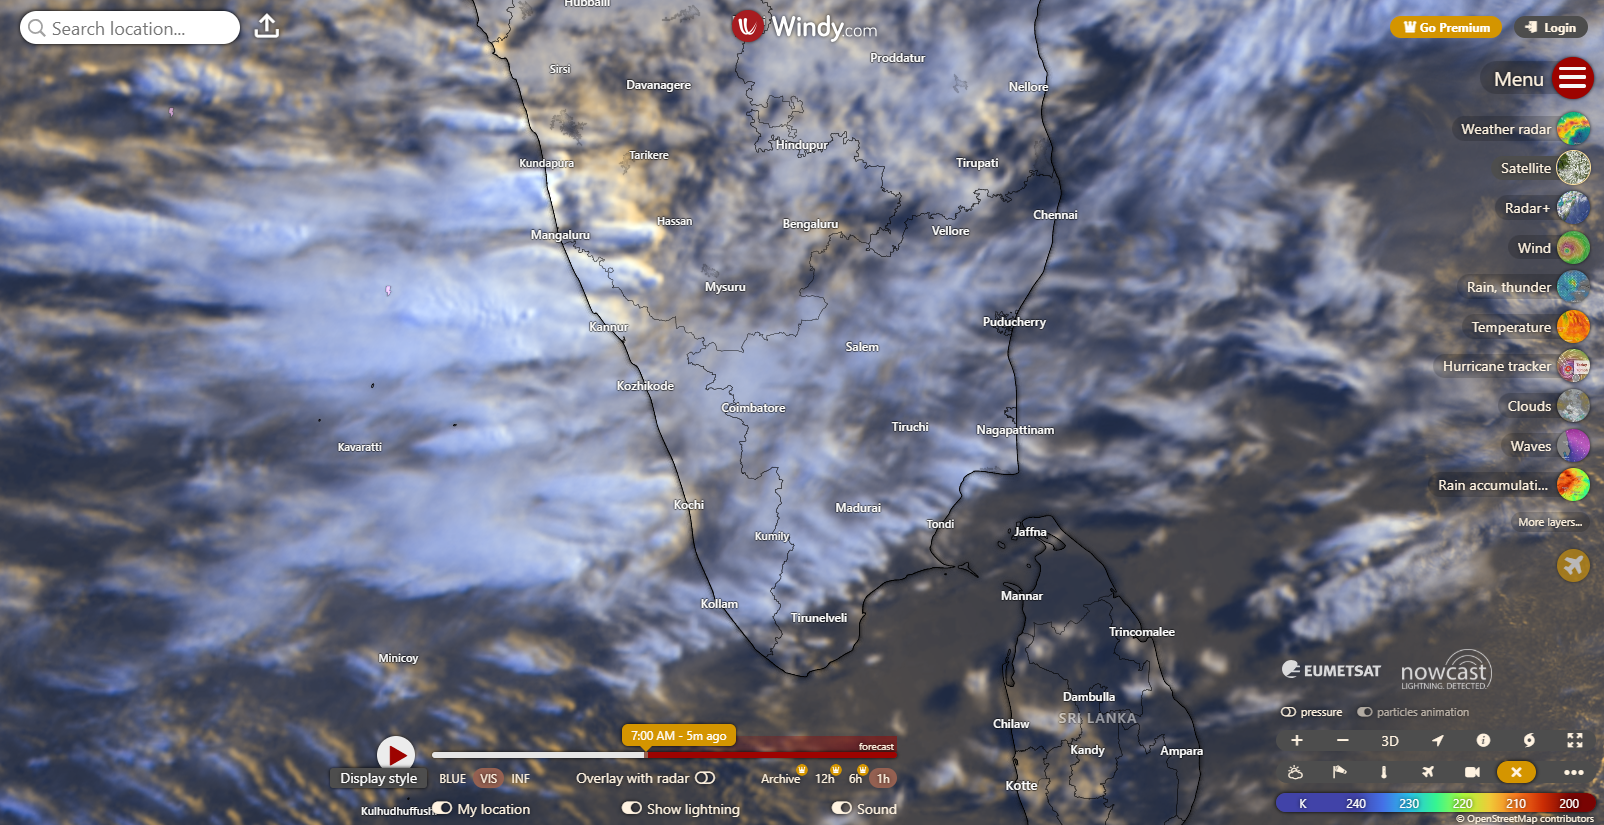 Hubballi
Search location...
Windy.com
Go Premium
Login
Sirsi
Davanagere
Proddatur
Nellore
Menu
Weather radar
Hindupur
Kundapura
Tarikere
Tirupati
Satellite
Radar+
Hassan
Bengaluru
Vellore
Chennai
Mangaluru
Wind
Mysuru
Rain, thunder
Kannur
Puducherry
Temperature
Salem
Hurricane tracker
Kozhikode
Coimbatore
Clouds
Tiruchi
Nagapattinam
Kavaratti
Waves
Rain accumulati...
Kochi
Madurai
Tondi
More layers...
Kumily
Jaffna
Kollam
Tirunelveli
Mannar
Trincomalee
Minicoy
EUMETSAT
nowcast
LIGHTNING. DETECTED.
Dambulla
SRI LANKA
pressure
particles animation
Chilaw
7:00 AM - 5m ago
forecast
Kandy
Ampara
3D
Display style
BLUE VIS INF
Overlay with radar
Archive 12h 6h 1h
Kotte
Kulhudhuffushi
My location
Show lightning
Sound
K 240 230 220 210 200
© OpenStreetMap contributors